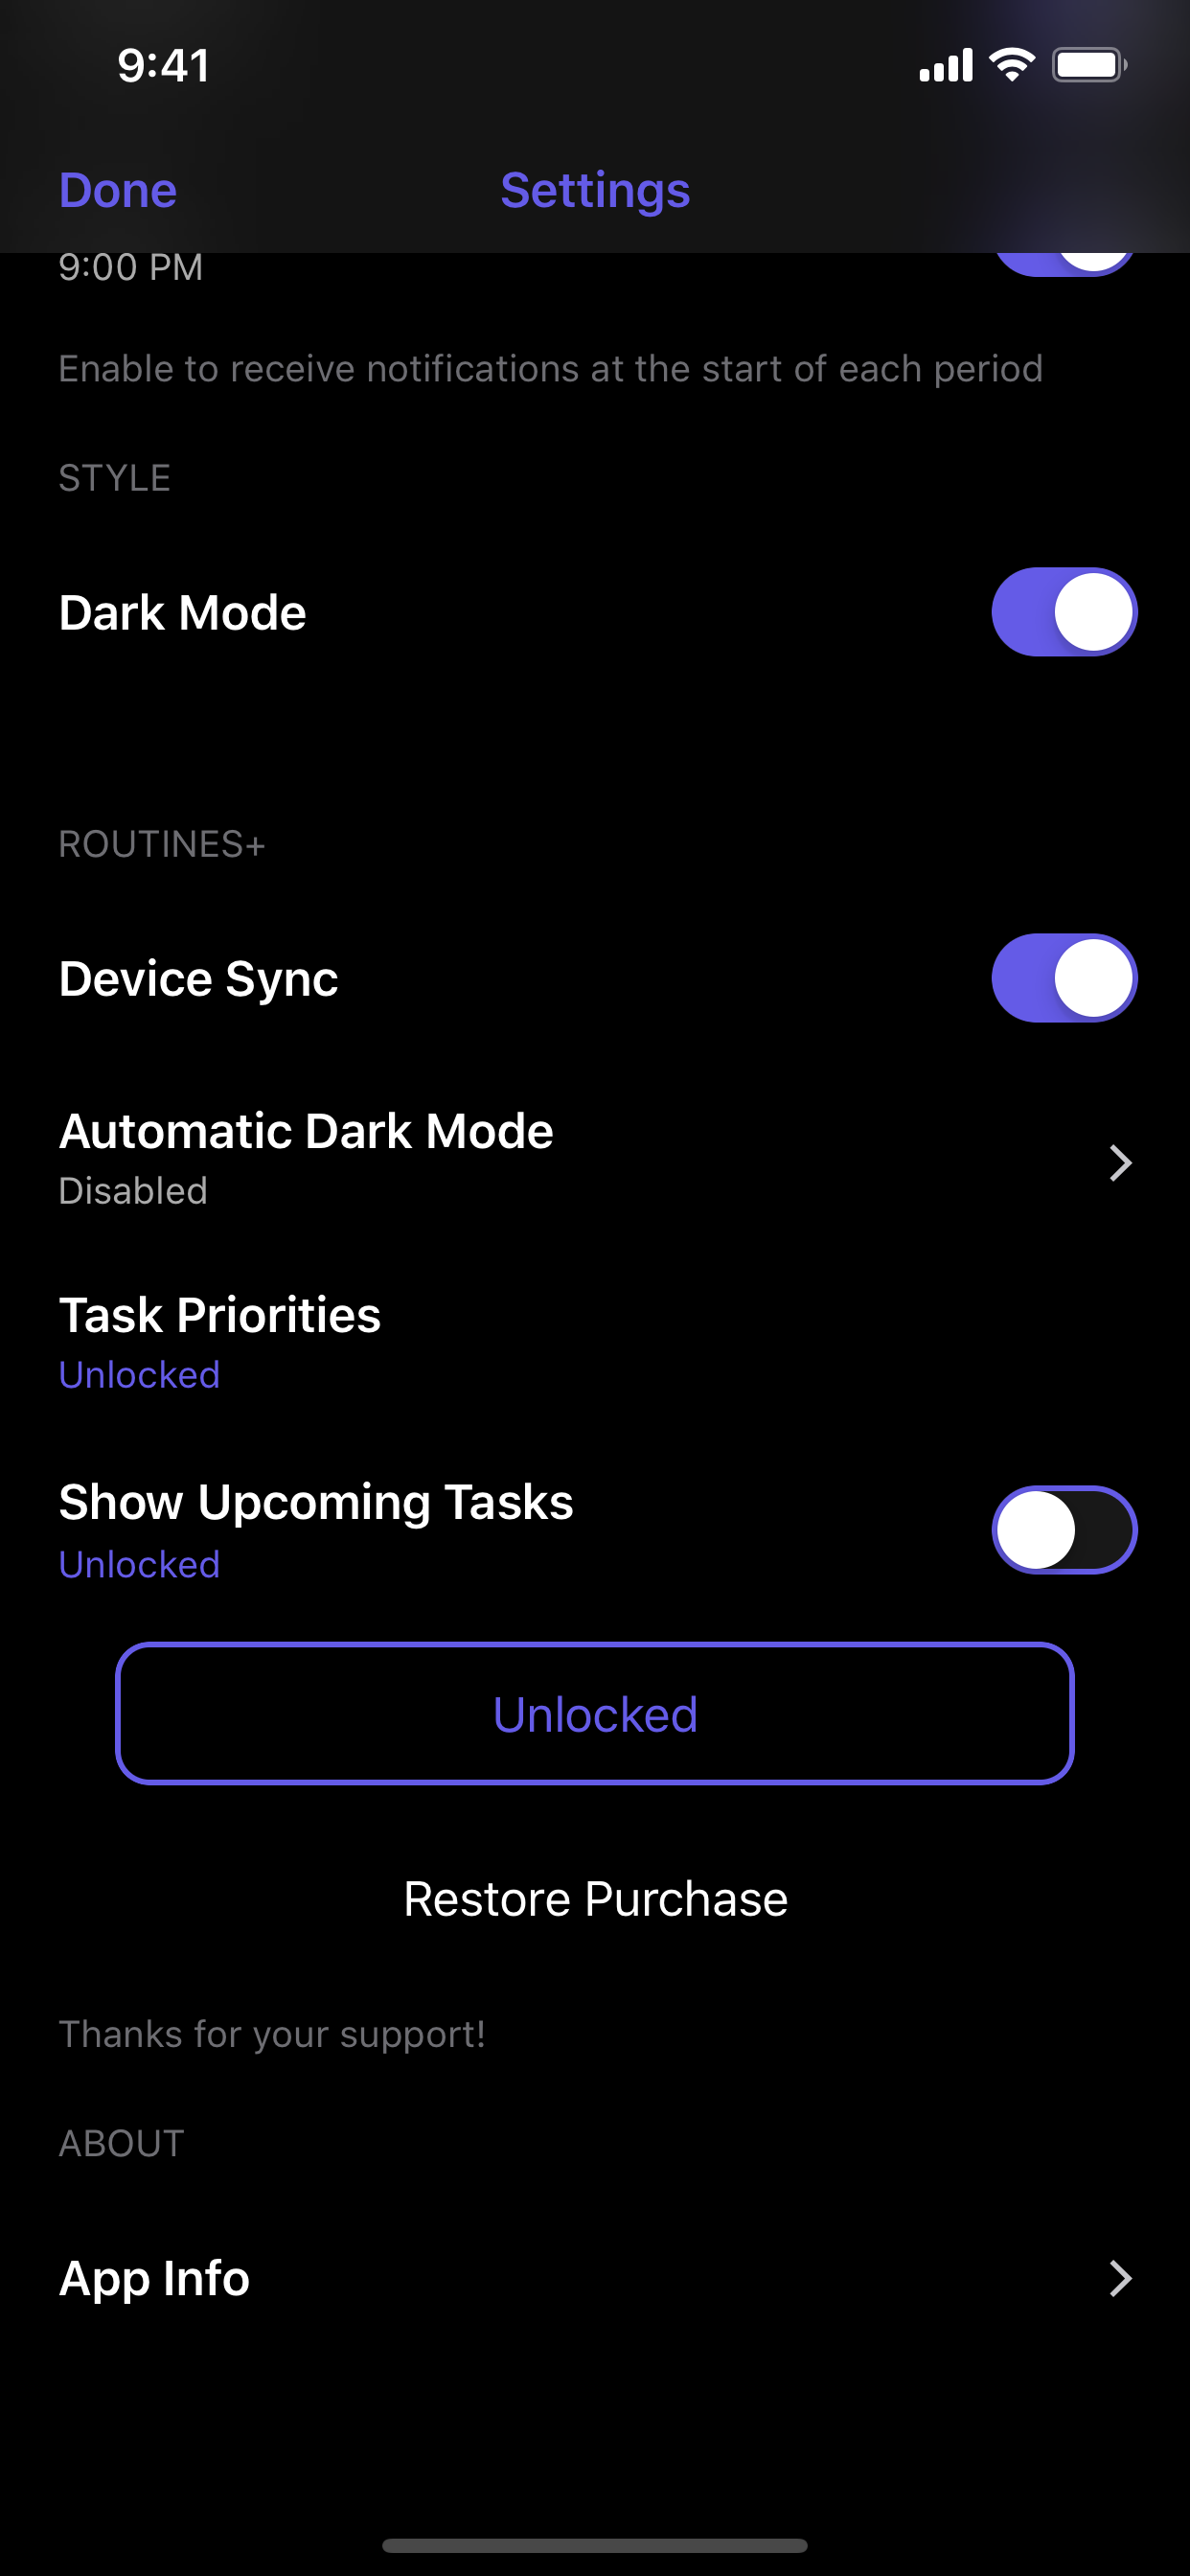 9:41
Done
Settings
9:00 PM
Enable to receive notifications at the start of each period
STYLE
Dark Mode
ROUTINES+
Device Sync
Automatic Dark Mode
Disabled
Task Priorities
Unlocked
Show Upcoming Tasks
Unlocked
Unlocked
Restore Purchase
Thanks for your support!
ABOUT
App Info